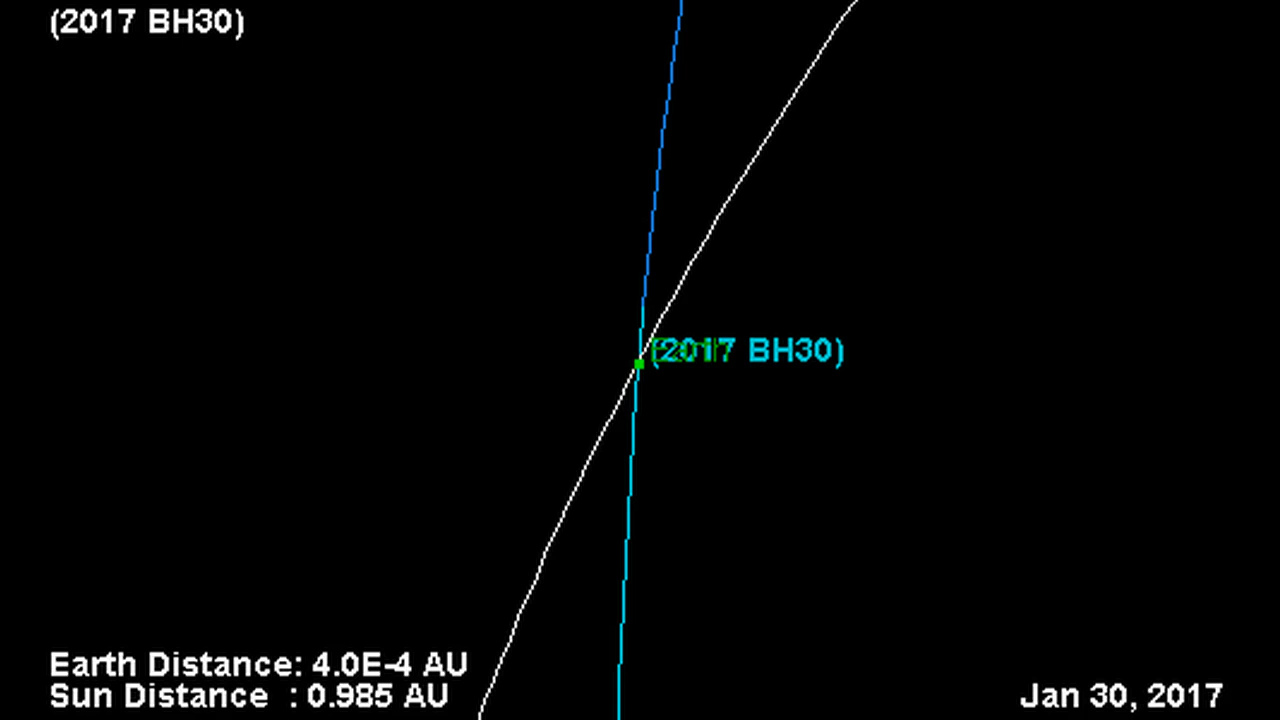 (2017 BH30)
(2017 BH30)
Earth Distance: 4.0E-4 AU
Sun Distance : 0.985 AU
Jan 30, 2017